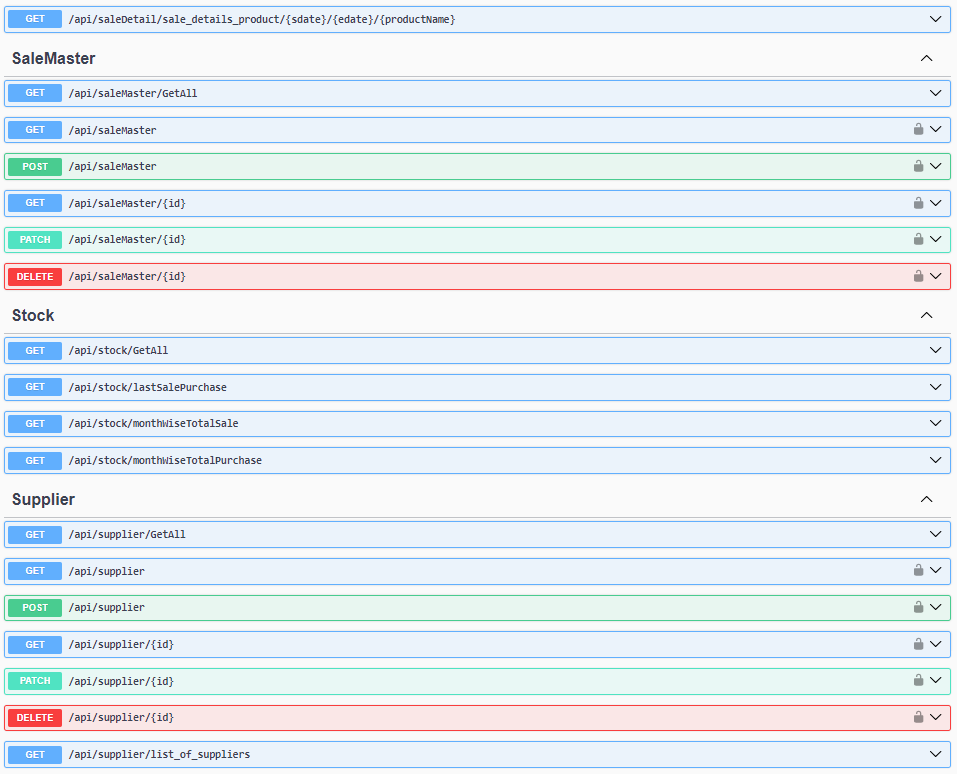 GET /api/saleDetail/sale_details_product/{sdate}/{edate}/{productName}
SaleMaster
GET /api/saleMaster/GetAll
GET /api/saleMaster
POST /api/saleMaster
GET /api/saleMaster/{id}
PATCH /api/saleMaster/{id}
DELETE /api/saleMaster/{id}
Stock
GET /api/stock/GetAll
GET /api/stock/lastSalePurchase
GET /api/stock/monthWiseTotalSale
GET /api/stock/monthWiseTotalPurchase
Supplier
GET /api/supplier/GetAll
GET /api/supplier
POST /api/supplier
GET /api/supplier/{id}
PATCH /api/supplier/{id}
DELETE /api/supplier/{id}
GET /api/supplier/list_of_suppliers